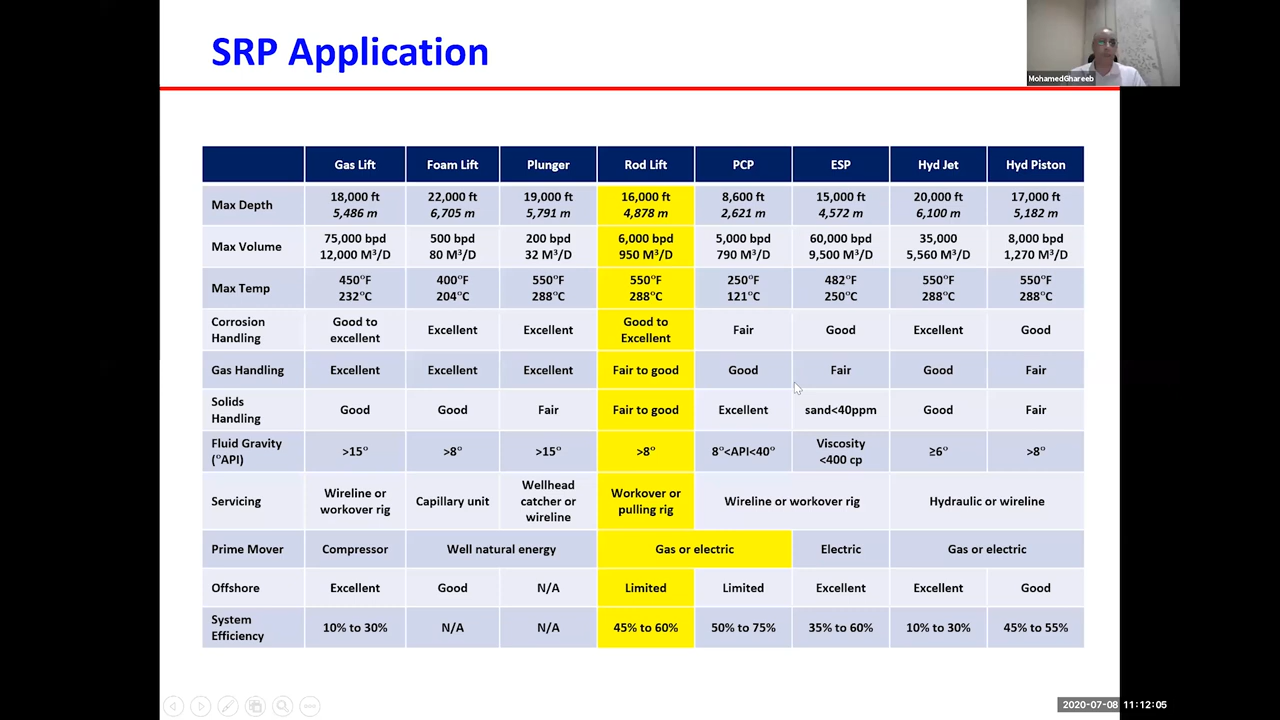 SRP Application
MohamedGhareeb
Gas Lift Foam Lift Plunger Rod Lift PCP ESP Hyd Jet Hyd Piston
Max Depth 18,000 ft 22,000 ft 19,000 ft 16,000 ft 8,600 ft 15,000 ft 20,000 ft 17,000 ft
5,486 m 6,705 m 5,791 m 4,878 m 2,621 m 4,572 m 6,100 m 5,182 m
Max Volume 75,000 bpd 500 bpd 200 bpd 6,000 bpd 5,000 bpd 60,000 bpd 35,000 8,000 bpd
12,000 M³/D 80 M³/D 32 M³/D 950 M³/D 790 M³/D 9,500 M³/D 5,560 M³/D 1,270 M³/D
Max Temp 450°F 400°F 550°F 550°F 250°F 482°F 550°F 550°F
232°C 204°C 288°C 288°C 121°C 250°C 288°C 288°C
Corrosion Handling Good to excellent Excellent Excellent Good to Excellent Fair Good Excellent Good
Gas Handling Excellent Excellent Excellent Fair to good Good Fair Good Fair
Solids Handling Good Good Fair Fair to good Excellent sand<40ppm Good Fair
Fluid Gravity (°API) >15° >8° >15° >8° 8°<API<40° Viscosity <400 cp ≥6° >8°
Servicing Wireline or workover rig Capillary unit Wellhead catcher or wireline Workover or pulling rig Wireline or workover rig Hydraulic or wireline
Prime Mover Compressor Well natural energy Gas or electric Electric Gas or electric
Offshore Excellent Good N/A Limited Limited Excellent Excellent Good
System Efficiency 10% to 30% N/A N/A 45% to 60% 50% to 75% 35% to 60% 10% to 30% 45% to 55%
2020-07-08 11:12:05